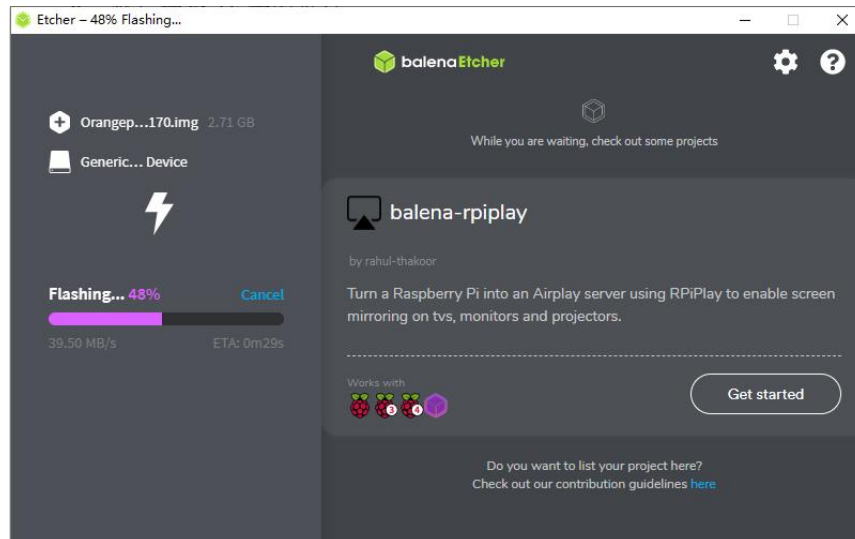 Etcher – 48% Flashing...
balenaEtcher
Orangep...170.img 2.71 GB
Generic... Device
While you are waiting, check out some projects
balena-rpiplay
by rahul-thakoor
Flashing... 48% Cancel
39.50 MB/s ETA: 0m29s
Turn a Raspberry Pi into an Airplay server using RPiPlay to enable screen
mirroring on tvs, monitors and projectors.
Works with
3 4
Get started
Do you want to list your project here?
Check out our contribution guidelines here